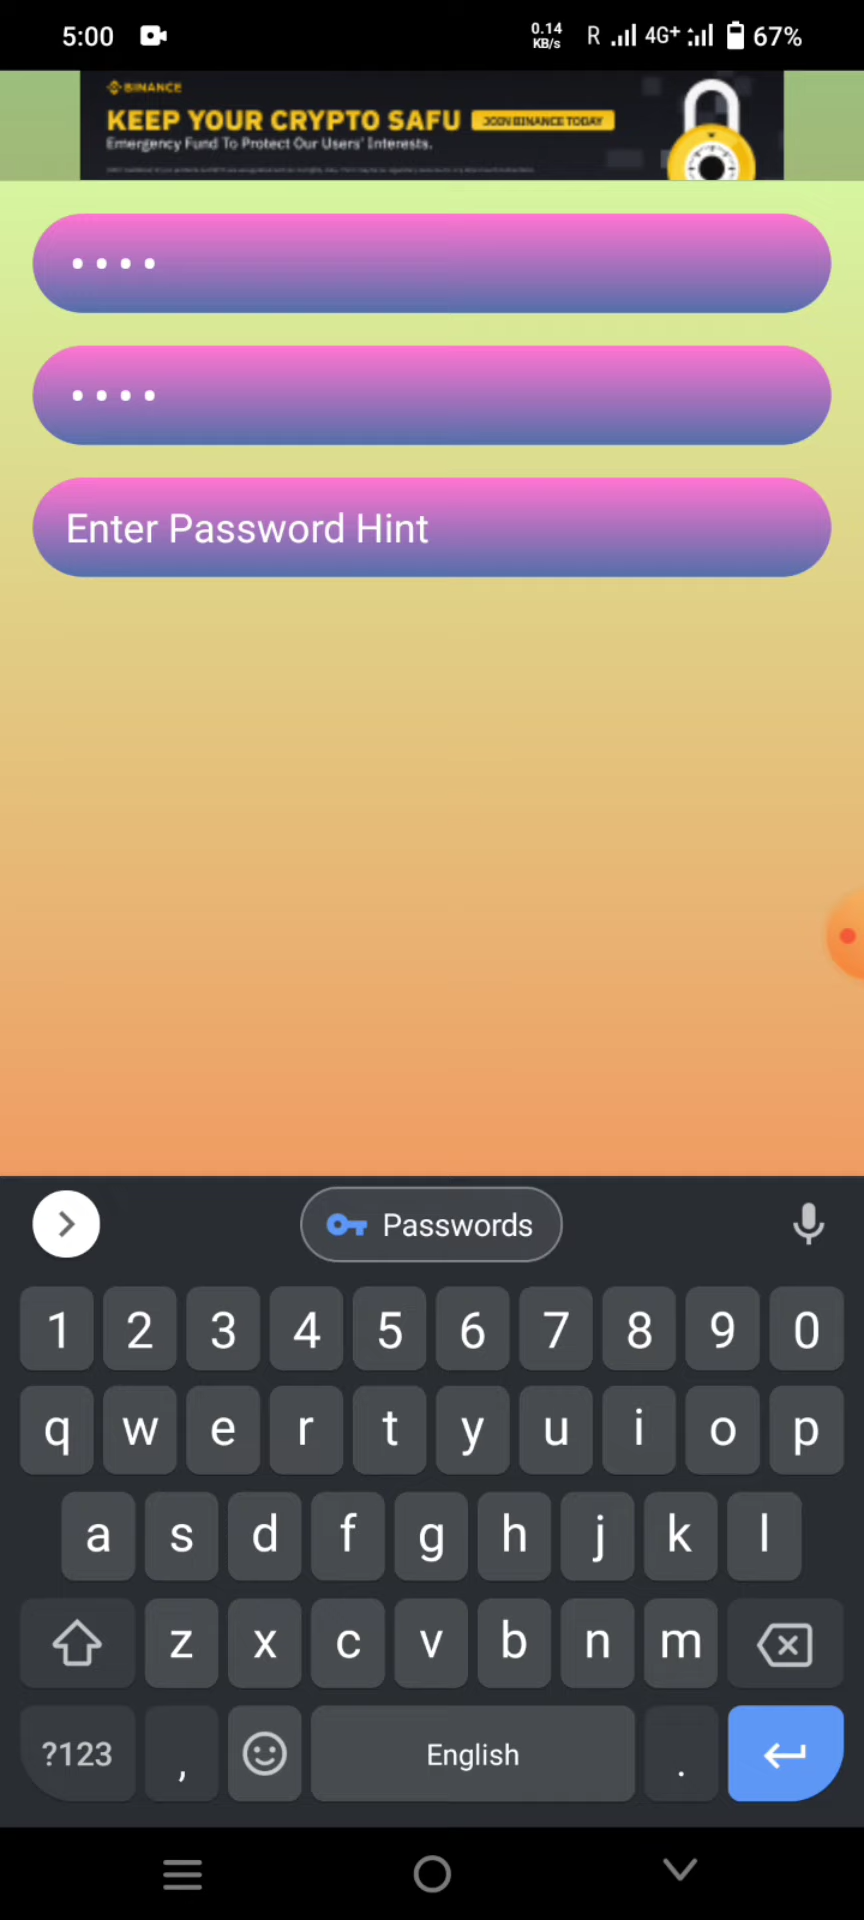 5:00
0.14 KB/s R 4G+ 67%
BINANCE
KEEP YOUR CRYPTO SAFU JOIN BINANCE TODAY
Emergency Fund To Protect Our Users' Interests.
••••
••••
Enter Password Hint
Passwords
1 2 3 4 5 6 7 8 9 0
q w e r t y u i o p
a s d f g h j k l
z x c v b n m
?123 , English .